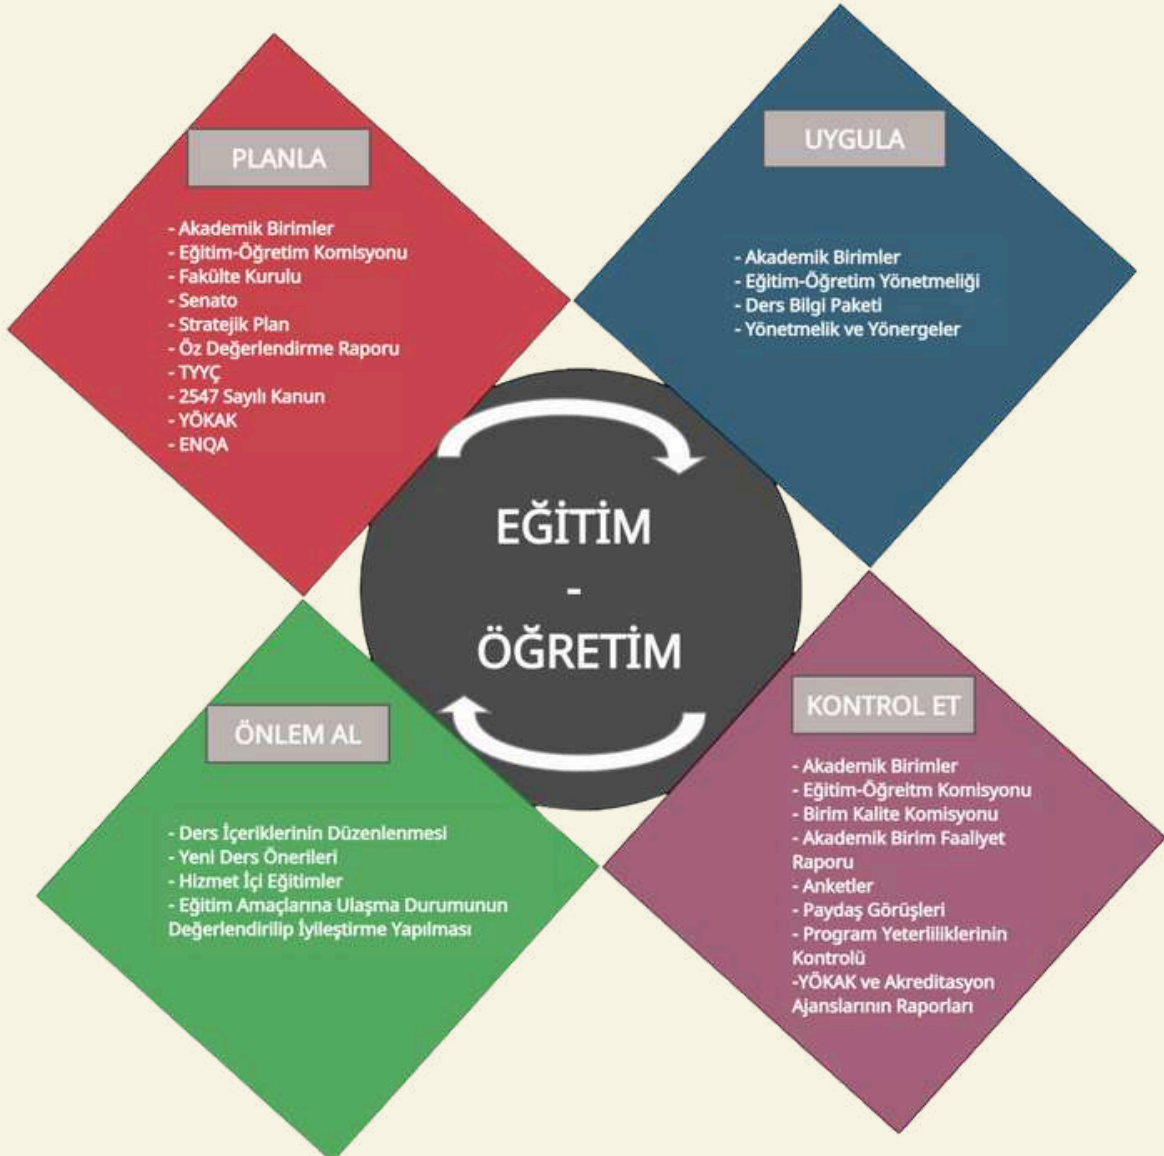 PLANLA
- Akademik Birimler
- Eğitim-Öğretim Komisyonu
- Fakülte Kurulu
- Senato
- Stratejik Plan
- Öz Değerlendirme Raporu
- TYYÇ
- 2547 Sayılı Kanun
- YÖKAK
- ENQA
UYGULA
- Akademik Birimler
- Eğitim-Öğretim Yönetmeliği
- Ders Bilgi Paketi
- Yönetmelik ve Yönergeler
EĞİTİM
-
ÖĞRETİM
ÖNLEM AL
- Ders İçeriklerinin Düzenlenmesi
- Yeni Ders Önerileri
- Hizmet İçi Eğitimler
- Eğitim Amaçlarına Ulaşma Durumunun
Değerlendirilip İyileştirme Yapılması
KONTROL ET
- Akademik Birimler
- Eğitim-Öğreitm Komisyonu
- Birim Kalite Komisyonu
- Akademik Birim Faaliyet
Raporu
- Anketler
- Paydaş Görüşleri
- Program Yeterliliklerinin
Kontrolü
-YÖKAK ve Akreditasyon
Ajanslarının Raporları